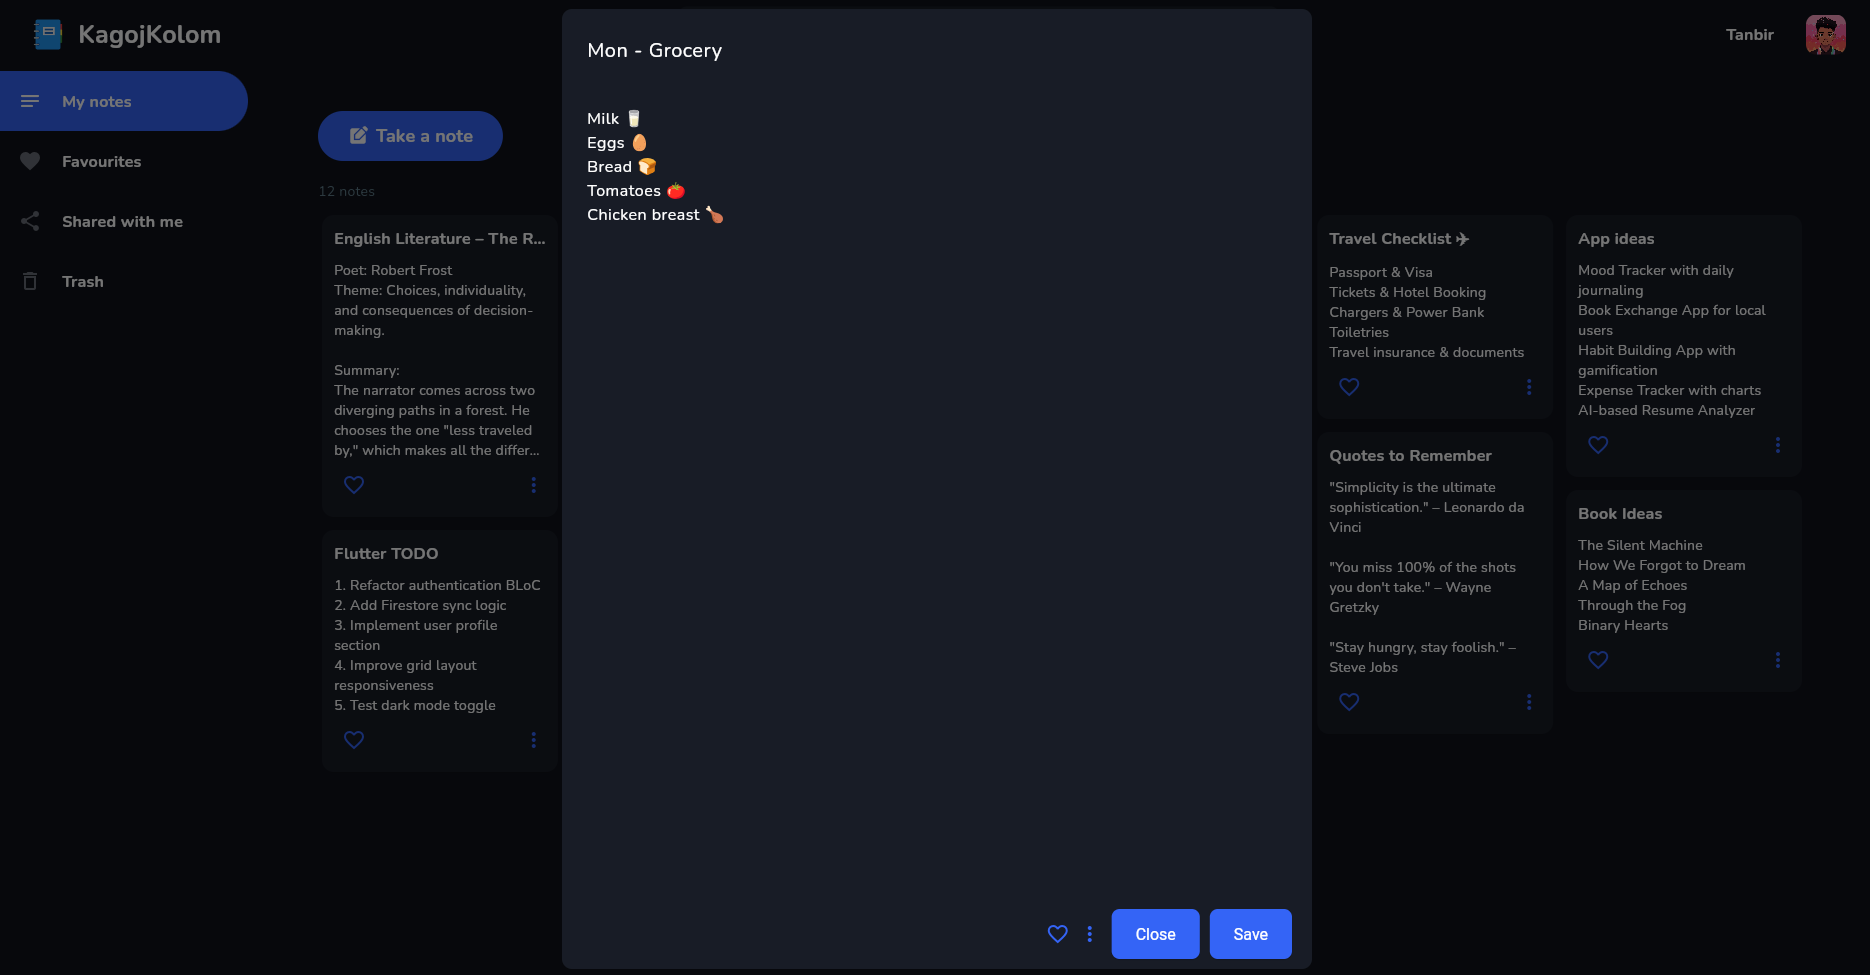 KagojKolom
Tanbir
My notes
Favourites
Shared with me
Trash
Take a note
12 notes
English Literature – The R...
Poet: Robert Frost
Theme: Choices, individuality,
and consequences of decision-
making.
Summary:
The narrator comes across two
diverging paths in a forest. He
chooses the one "less traveled
by," which makes all the differ...
Flutter TODO
1. Refactor authentication BLoC
2. Add Firestore sync logic
3. Implement user profile
section
4. Improve grid layout
responsiveness
5. Test dark mode toggle
Mon - Grocery
Milk 🥛
Eggs 🥚
Bread 🍞
Tomatoes 🍅
Chicken breast 🍗
Close
Save
Travel Checklist ✈
Passport & Visa
Tickets & Hotel Booking
Chargers & Power Bank
Toiletries
Travel insurance & documents
Quotes to Remember
"Simplicity is the ultimate
sophistication." – Leonardo da
Vinci
"You miss 100% of the shots
you don't take." – Wayne
Gretzky
"Stay hungry, stay foolish." –
Steve Jobs
App ideas
Mood Tracker with daily
journaling
Book Exchange App for local
users
Habit Building App with
gamification
Expense Tracker with charts
AI-based Resume Analyzer
Book Ideas
The Silent Machine
How We Forgot to Dream
A Map of Echoes
Through the Fog
Binary Hearts